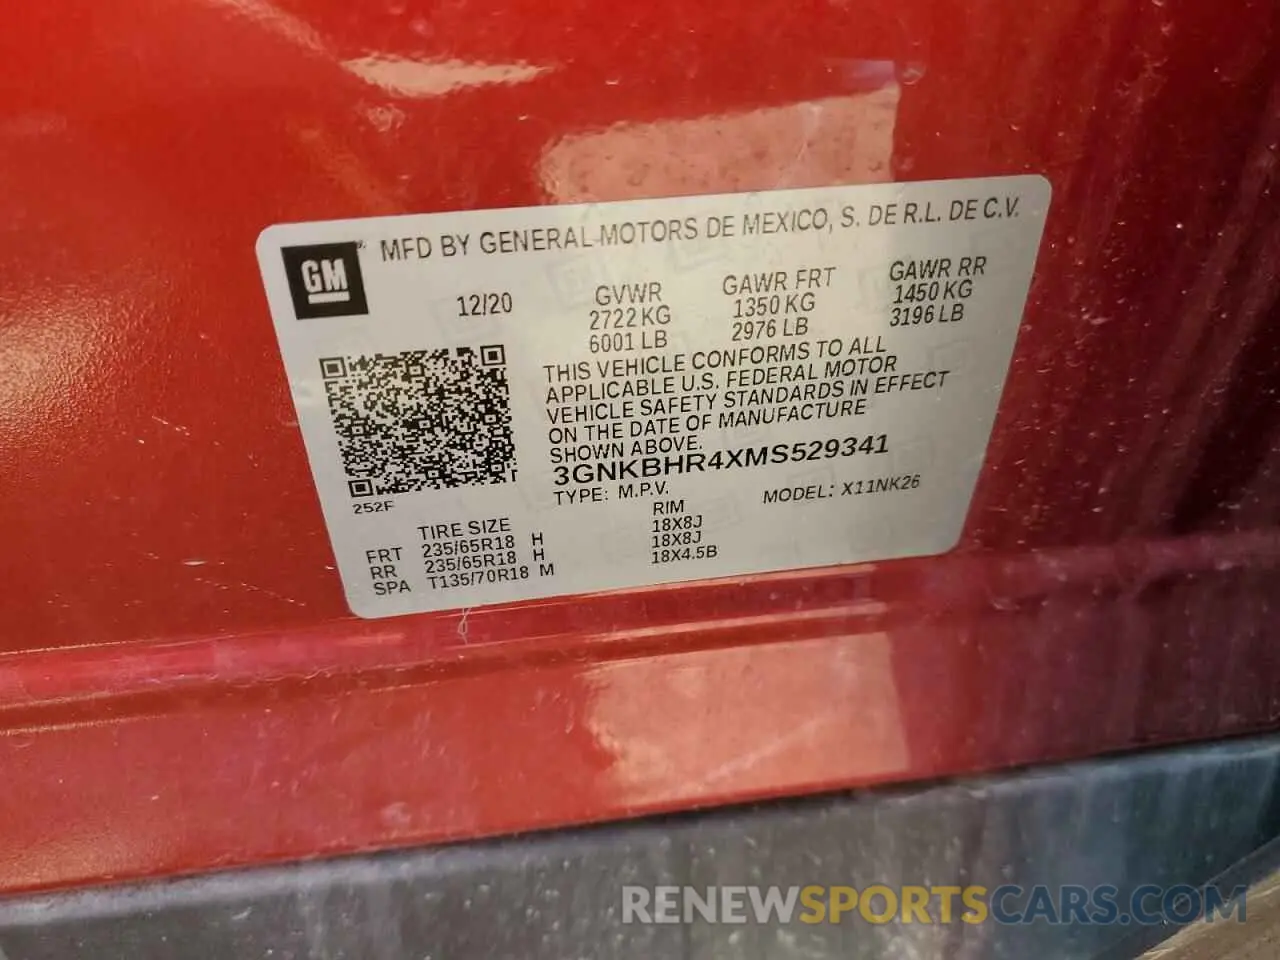 GM MFD BY GENERAL MOTORS DE MEXICO, S. DE R.L. DE C.V.
12/20
GVWR GAWR FRT GAWR RR
2722 KG 1350 KG 1450 KG
6001 LB 2976 LB 3196 LB
THIS VEHICLE CONFORMS TO ALL
APPLICABLE U.S. FEDERAL MOTOR
VEHICLE SAFETY STANDARDS IN EFFECT
ON THE DATE OF MANUFACTURE
SHOWN ABOVE.
3GNKBHR4XMS529341
TYPE: M.P.V. MODEL: X11NK26
252F
TIRE SIZE RIM
FRT 235/65R18 H 18X8J
RR 235/65R18 H 18X8J
SPA T135/70R18 M 18X4.5B
RENEWSPORTSCARS.COM